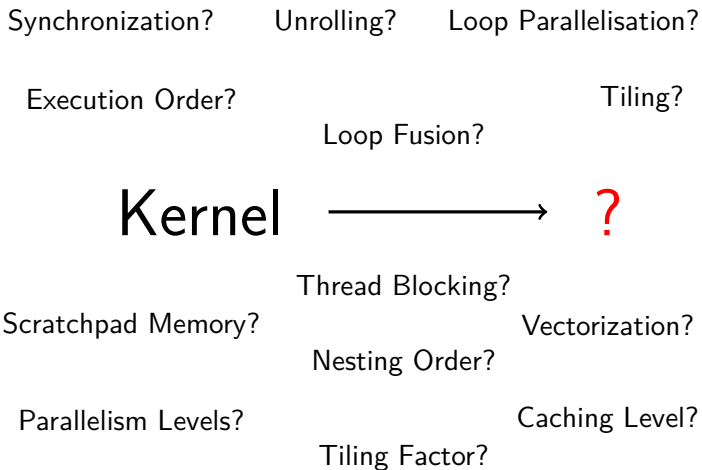 Synchronization? Unrolling? Loop Parallelisation?
Execution Order? Tiling?
Loop Fusion?
Kernel ?
Thread Blocking?
Scratchpad Memory? Vectorization?
Nesting Order?
Parallelism Levels? Caching Level?
Tiling Factor?